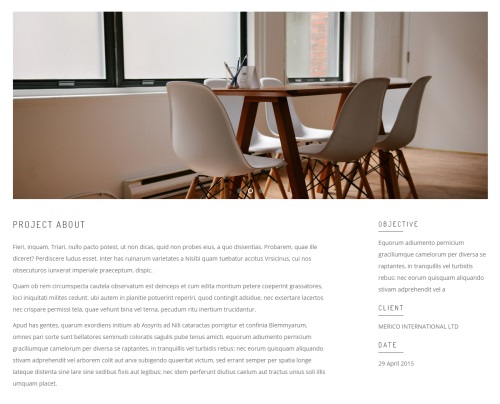 PROJECT ABOUT
Fieri, inquam, Triari, nullo pacto potest, ut non dicas, quid non probes eius, a quo dissentias. Probarem, quae ille
diceret? Perdiscere ludus esset. Inter has ruinarum varietates a Nisibi quam tuebatur accitus Vrsicinus, cui nos
obsecuturos iunxerat imperiale praeceptum, dispic.
Quam ob rem circumspecta cautela observatum est deinceps et cum edita montium petere coeperint grassatores,
loci iniquitati milites cedunt. ubi autem in planitie potuerint reperiri, quod contingit adsidue, nec exsertare lacertos
nec crispare permissi tela, quae vehunt bina vel terna, pecudum ritu inertium trucidantur.
Apud has gentes, quarum exordiens initium ab Assyriis ad Nili cataractas porrigitur et confinia Blemmyarum,
omnes pari sorte sunt bellatores seminudi coloratis sagulis pube tenus amicti, equorum adiumento pernicium
graciliumque camelorum per diversa se raptantes, in tranquillis vel turbidis rebus: nec eorum quisquam aliquando
stivam adprehendit vel arborem colit aut arva subigendo quaeritat victum, sed errant semper per spatia longe
lateque distenta sine lare sine sedibus fixis aut legibus: nec idem perferunt diutius caelum aut tractus unius soli illis
umquam placet.
OBJECTIVE
Equorum adiumento pernicium
graciliumque camelorum per diversa se
raptantes, in tranquillis vel turbidis
rebus: nec eorum quisquam aliquando
stivam adprehendit vel a
CLIENT
MERICO INTERNATIONAL LTD
DATE
29 April 2015